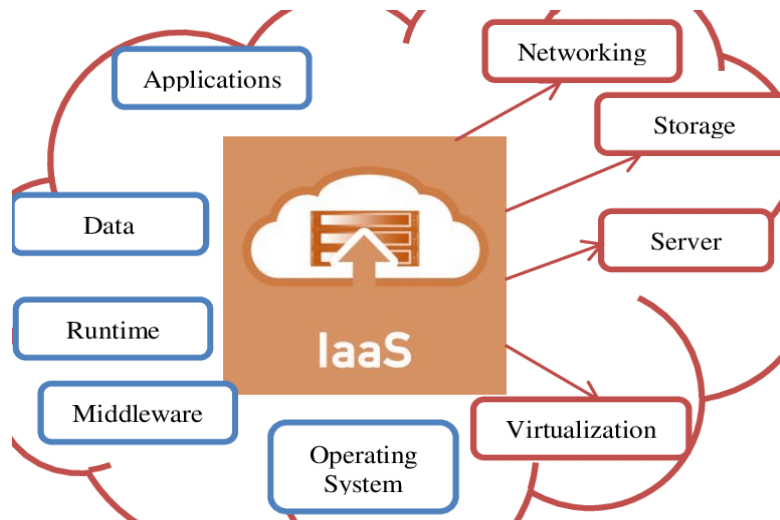 Networking
Applications
Storage
Data
Server
Runtime
IaaS
Middleware
Virtualization
Operating
System